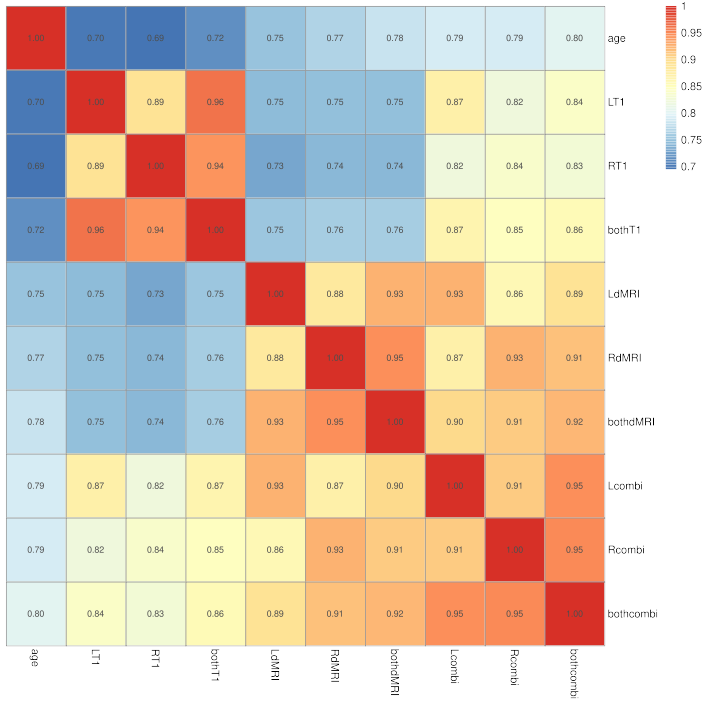 1.00 0.70 0.69 0.72 0.75 0.77 0.78 0.79 0.79 0.80 age
0.70 1.00 0.89 0.96 0.75 0.75 0.75 0.87 0.82 0.84 LT1
0.69 0.89 1.00 0.94 0.73 0.74 0.74 0.82 0.84 0.83 RT1
0.72 0.96 0.94 1.00 0.75 0.76 0.76 0.87 0.85 0.86 bothT1
0.75 0.75 0.73 0.75 1.00 0.88 0.93 0.93 0.86 0.89 LdMRI
0.77 0.75 0.74 0.76 0.88 1.00 0.95 0.87 0.93 0.91 RdMRI
0.78 0.75 0.74 0.76 0.93 0.95 1.00 0.90 0.91 0.92 bothdMRI
0.79 0.87 0.82 0.87 0.93 0.87 0.90 1.00 0.91 0.95 Lcombi
0.79 0.82 0.84 0.85 0.86 0.93 0.91 0.91 1.00 0.95 Rcombi
0.80 0.84 0.83 0.86 0.89 0.91 0.92 0.95 0.95 1.00 bothcombi
age LT1 RT1 bothT1 LdMRI RdMRI bothdMRI Lcombi Rcombi bothcombi
1
0.95
0.9
0.85
0.8
0.75
0.7